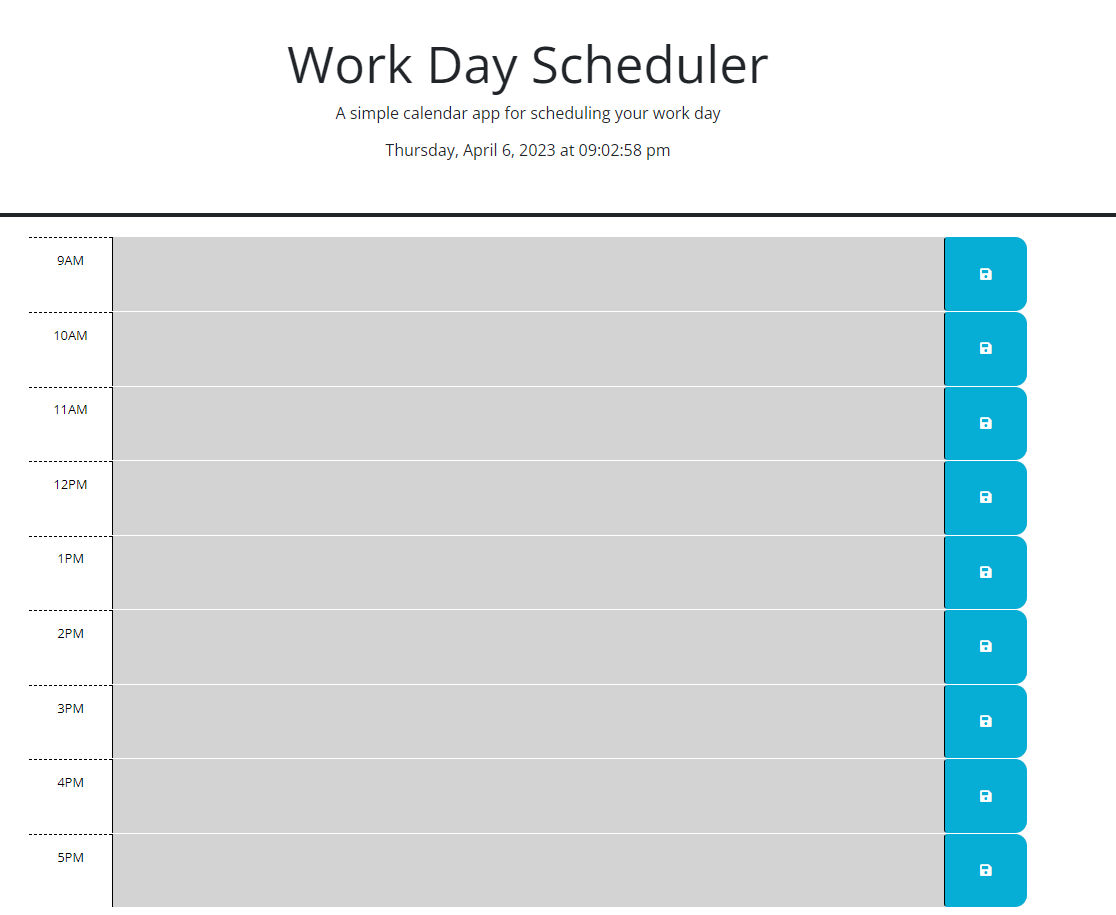 Work Day Scheduler
A simple calendar app for scheduling your work day
Thursday, April 6, 2023 at 09:02:58 pm
9AM
10AM
11AM
12PM
1PM
2PM
3PM
4PM
5PM